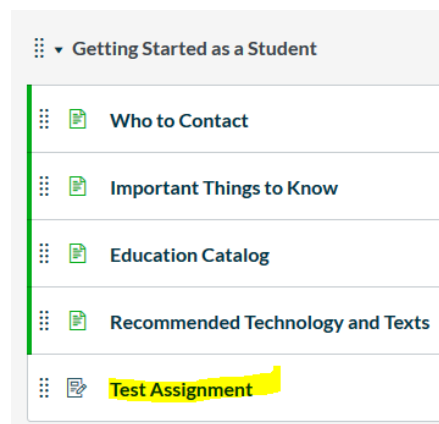 Getting Started as a Student
Who to Contact
Important Things to Know
Education Catalog
Recommended Technology and Texts
Test Assignment